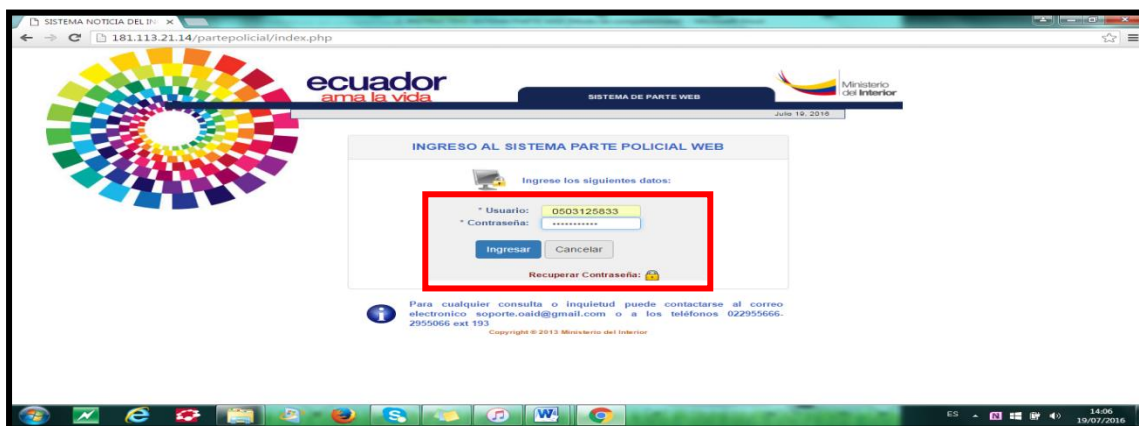 SISTEMA NOTICIA DEL IN
181.113.21.14/partepolicial/index.php
ecuador
ama la vida
SISTEMA DE PARTE WEB
Ministerio
del Interior
Julio 19, 2016
INGRESO AL SISTEMA PARTE POLICIAL WEB
Ingrese los siguientes datos:
* Usuario: 0503125833
* Contraseña: •••••••••••
Ingresar Cancelar
Recuperar Contraseña:
Para cualquier consulta o inquietud puede contactarse al correo
electronico soporte.oaid@gmail.com o a los teléfonos 022955666-
2955066 ext 193
Copyright © 2013 Ministerio del Interior
ES
14:06
19/07/2016